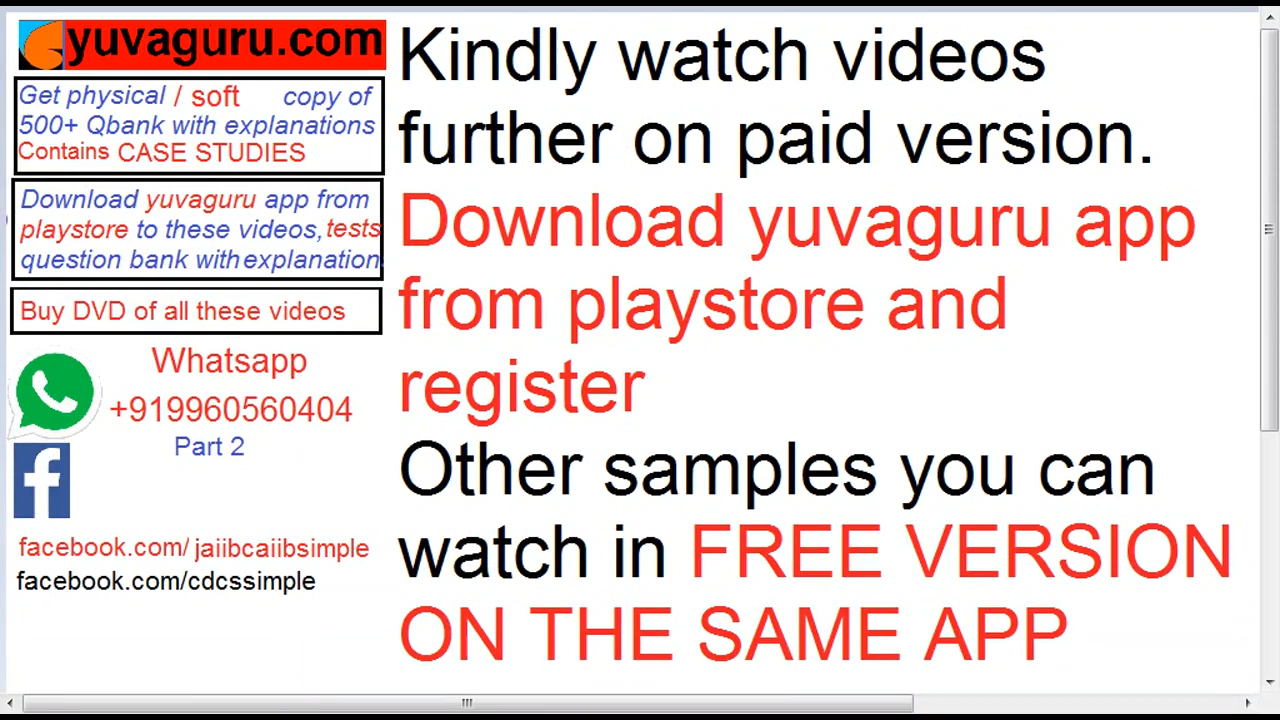 yuvaguru.com
Get physical / soft copy of
500+ Qbank with explanations
Contains CASE STUDIES
Download yuvaguru app from
playstore to these videos, tests
question bank with explanation
Buy DVD of all these videos
Whatsapp
+919960560404
Part 2
facebook.com/ jaiibcaiibsimple
facebook.com/cdcssimple
Kindly watch videos
further on paid version.
Download yuvaguru app
from playstore and
register
Other samples you can
watch in FREE VERSION
ON THE SAME APP